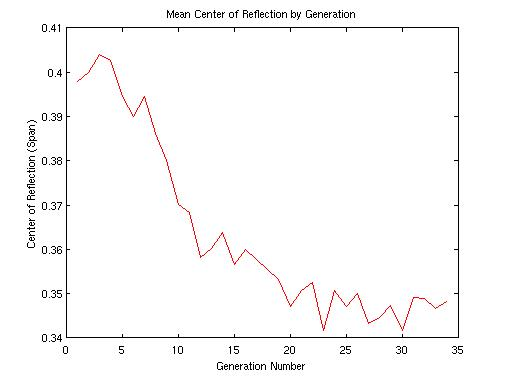 Mean Center of Reflection by Generation
0.41
0.4
0.39
0.38
0.37
0.36
0.35
0.34
Center of Reflection (Span)
0 5 10 15 20 25 30 35
Generation Number